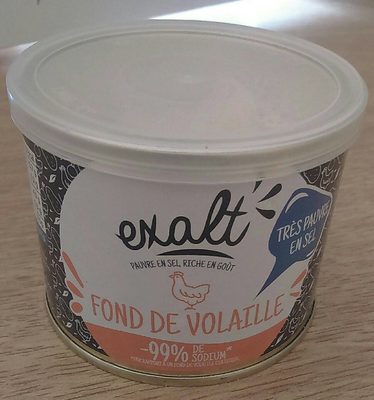 exalt
PAUVRE EN SEL, RICHE EN GOÛT
TRÈS PAUVRE
EN SEL
FOND DE VOLAILLE
-99% DE
SODIUM*